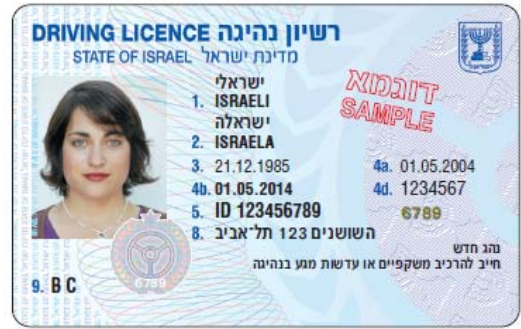 DRIVING LICENCE רשיון נהיגה
STATE OF ISRAEL מדינת ישראל
ישראלי
1. ISRAELI
ישראלה
2. ISRAELA
דוגמא
SAMPLE
3. 21.12.1985
4a. 01.05.2004
4b. 01.05.2014
4d. 1234567
5. ID 123456789
6789
8. השושנים 123 תל־אביב
נהג חדש
חייב להרכיב משקפיים או עדשות מגע בנהיגה
6789
9. B C